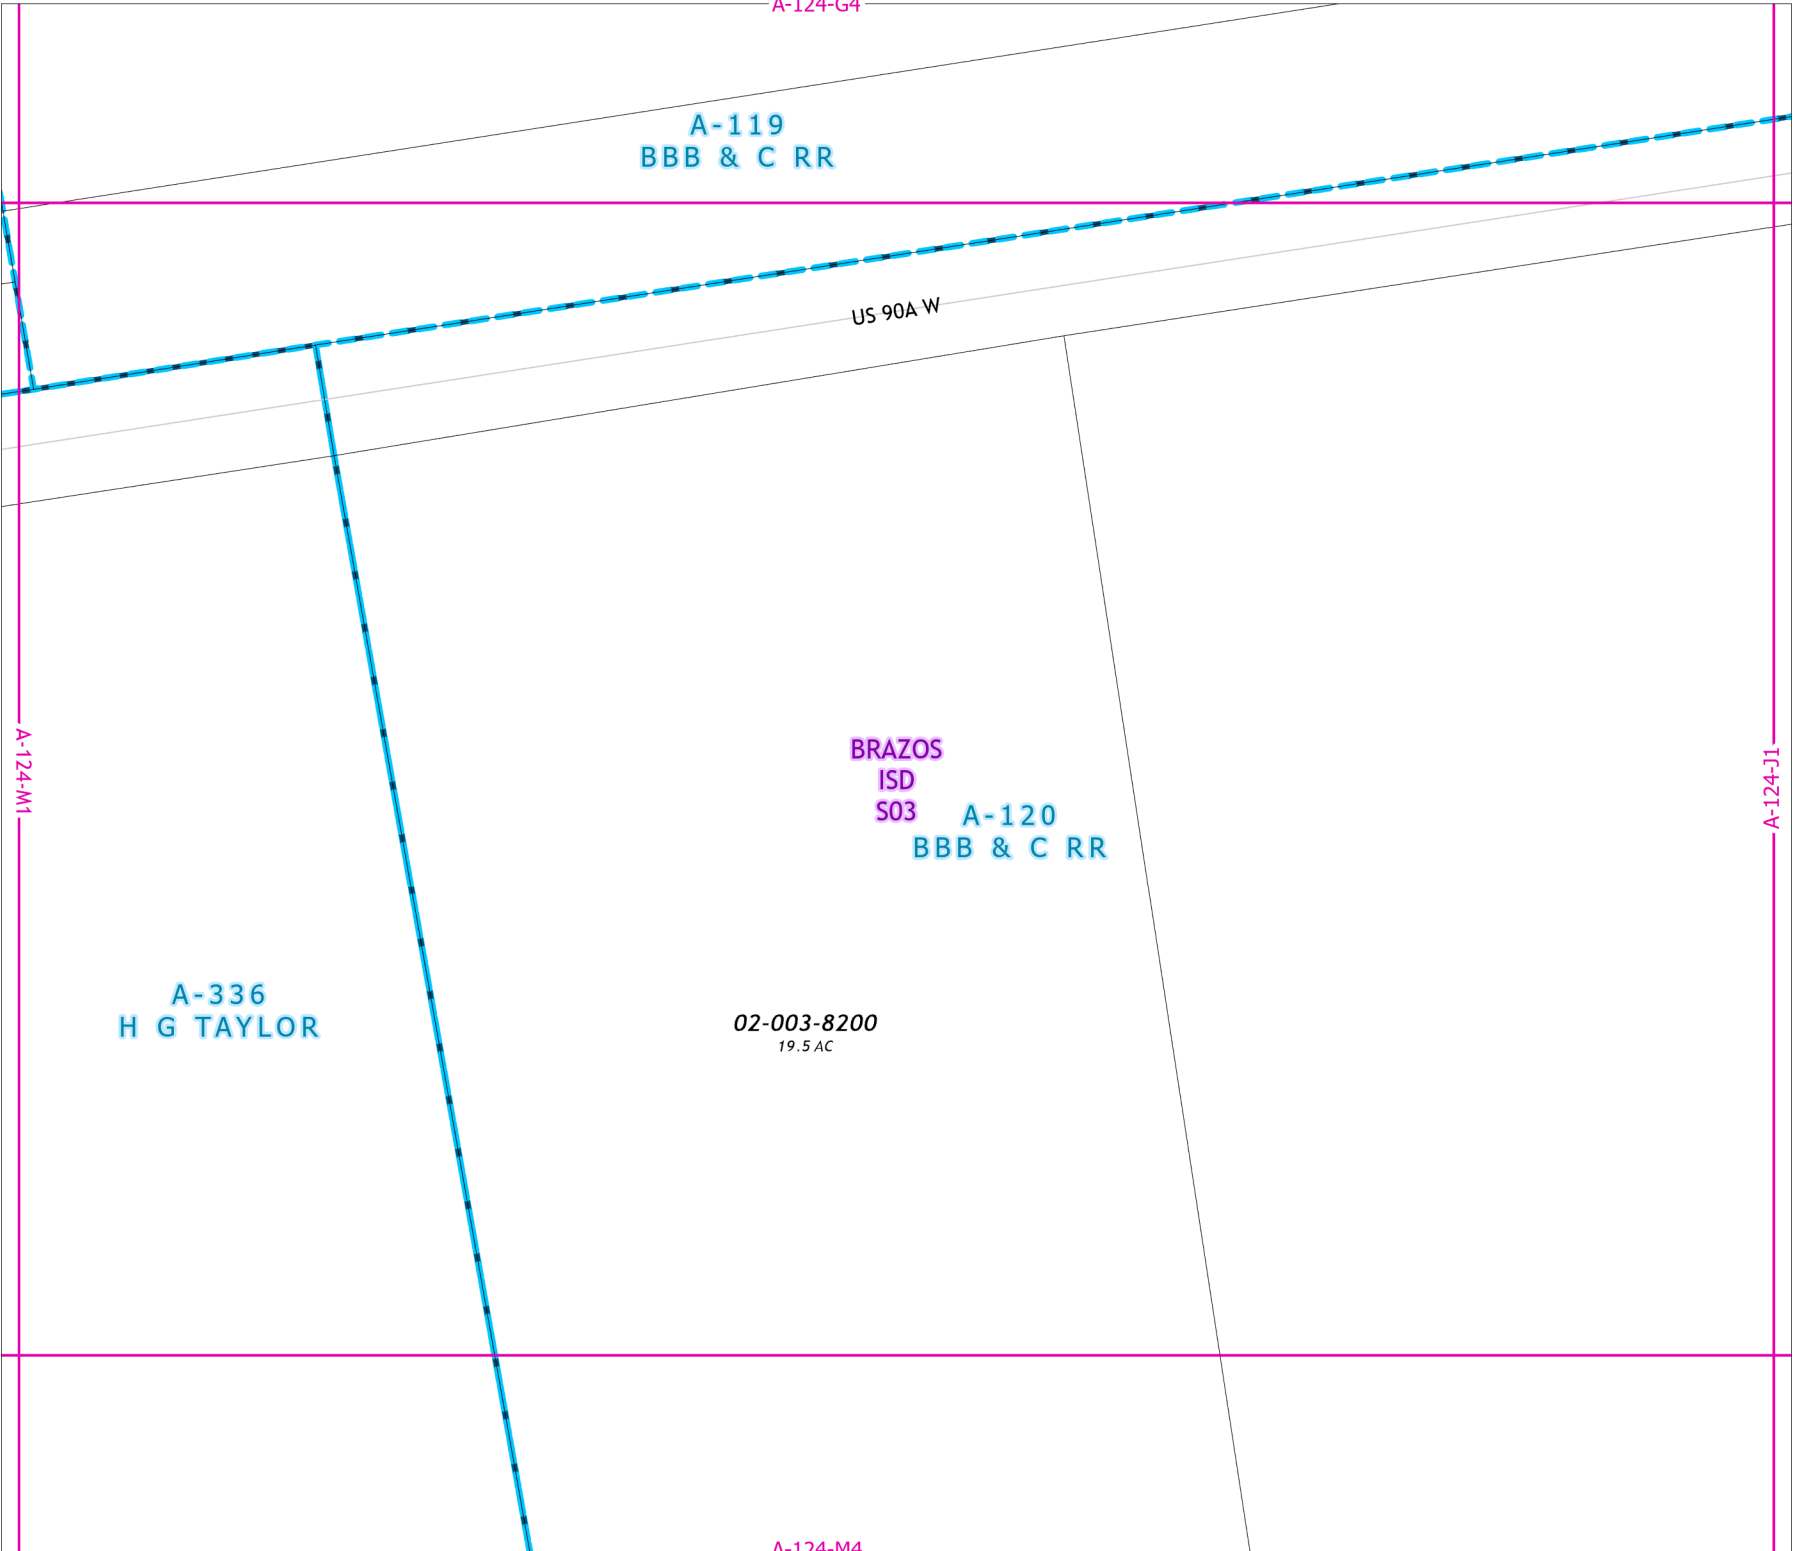 A-124-G4
A-119
BBB & C RR
US 90A W
A-124-M1
BRAZOS
ISD
S03
A-120
BBB & C RR
A-124-J1
A-336
H G TAYLOR
02-003-8200
19.5 AC
A-124-M4